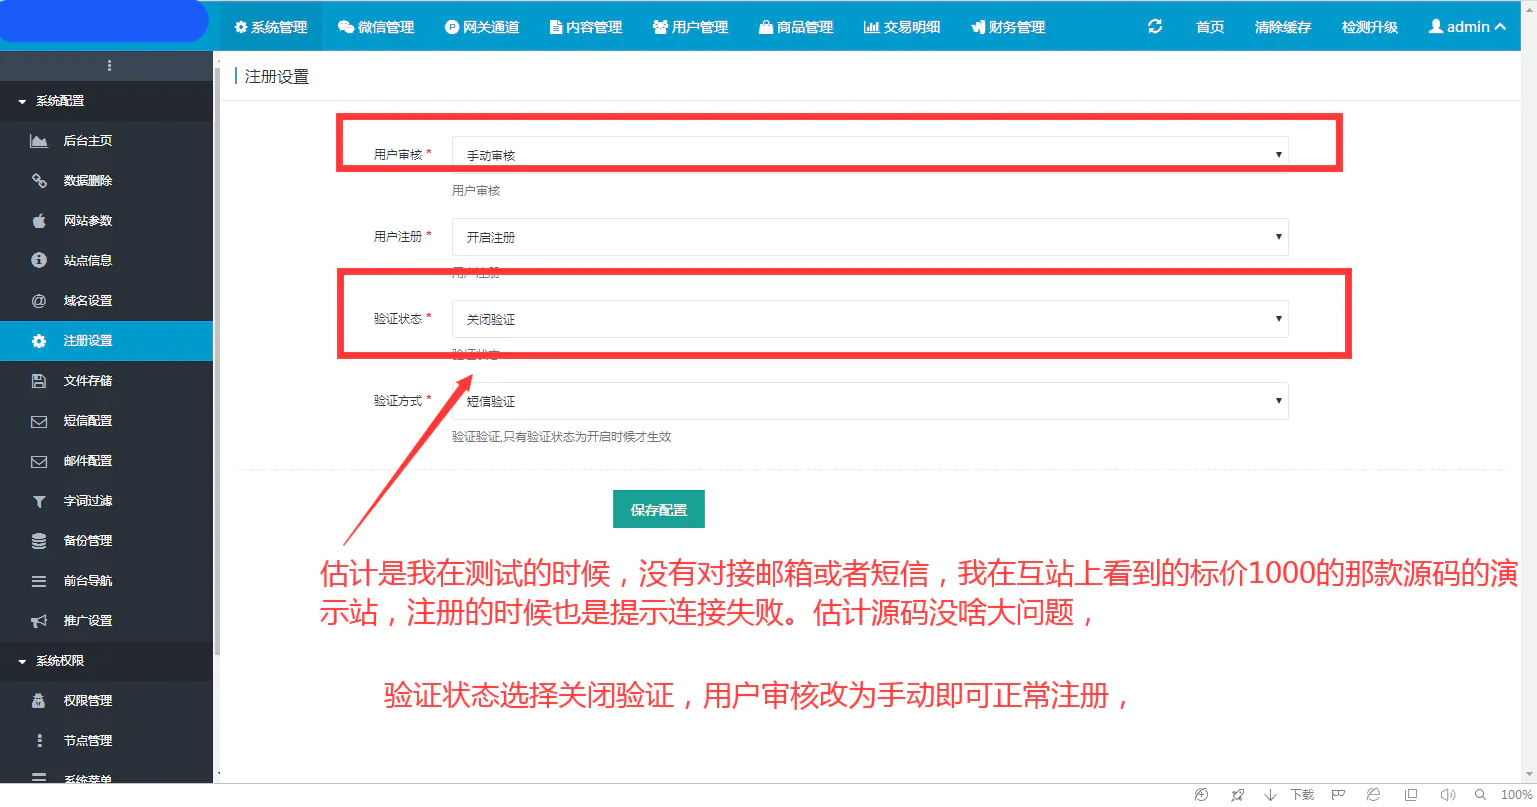 系统管理
微信管理
网关通道
内容管理
用户管理
商品管理
交易明细
财务管理
首页
清除缓存
检测升级
admin
注册设置
系统配置
后台主页
数据删除
网站参数
站点信息
域名设置
注册设置
文件存储
短信配置
邮件配置
字词过滤
备份管理
前台导航
推广设置
系统权限
权限管理
节点管理
系统菜单
用户审核 *
手动审核
用户审核
用户注册 *
开启注册
用户注册
验证状态 *
关闭验证
验证状态
验证方式 *
短信验证
验证验证,只有验证状态为开启时候才生效
保存配置
估计是我在测试的时候，没有对接邮箱或者短信，我在互站上看到的标价1000的那款源码的演
示站，注册的时候也是提示连接失败。估计源码没啥大问题，
验证状态选择关闭验证，用户审核改为手动即可正常注册，
下载
100%